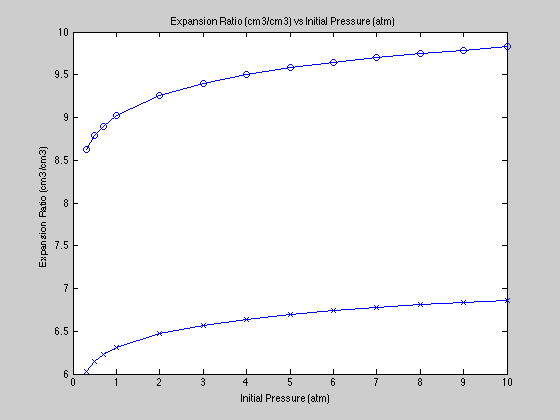 Expansion Ratio (cm3/cm3) vs Initial Pressure (atm)
10
9.5
9
8.5
8
7.5
7
6.5
6
Expansion Ratio (cm3/cm3)
0 1 2 3 4 5 6 7 8 9 10
Initial Pressure (atm)